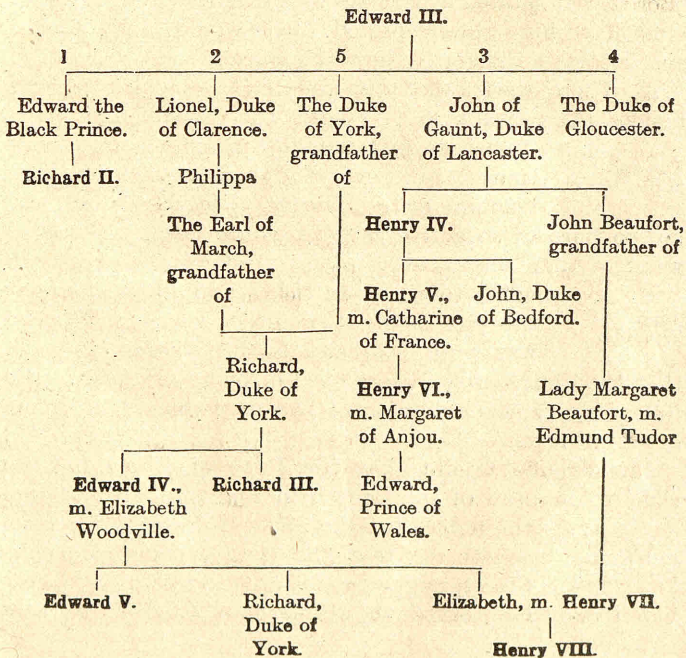 Edward III.
1 2 5 3 4
Edward the Lionel, Duke The Duke John of The Duke of
Black Prince. of Clarence. of York, Gaunt, Duke Gloucester.
grandfather of Lancaster.
Richard II. Philippa of
The Earl of Henry IV. John Beaufort,
March, grandfather of
grandfather
of Henry V., John, Duke
m. Catharine of Bedford.
of France.
Richard,
Duke of Henry VI., Lady Margaret
York. m. Margaret Beaufort, m.
of Anjou. Edmund Tudor
Edward IV., Richard III. Edward,
m. Elizabeth Prince of
Woodville. Wales.
Edward V. Richard, Elizabeth, m. Henry VII.
Duke of
York. Henry VIII.